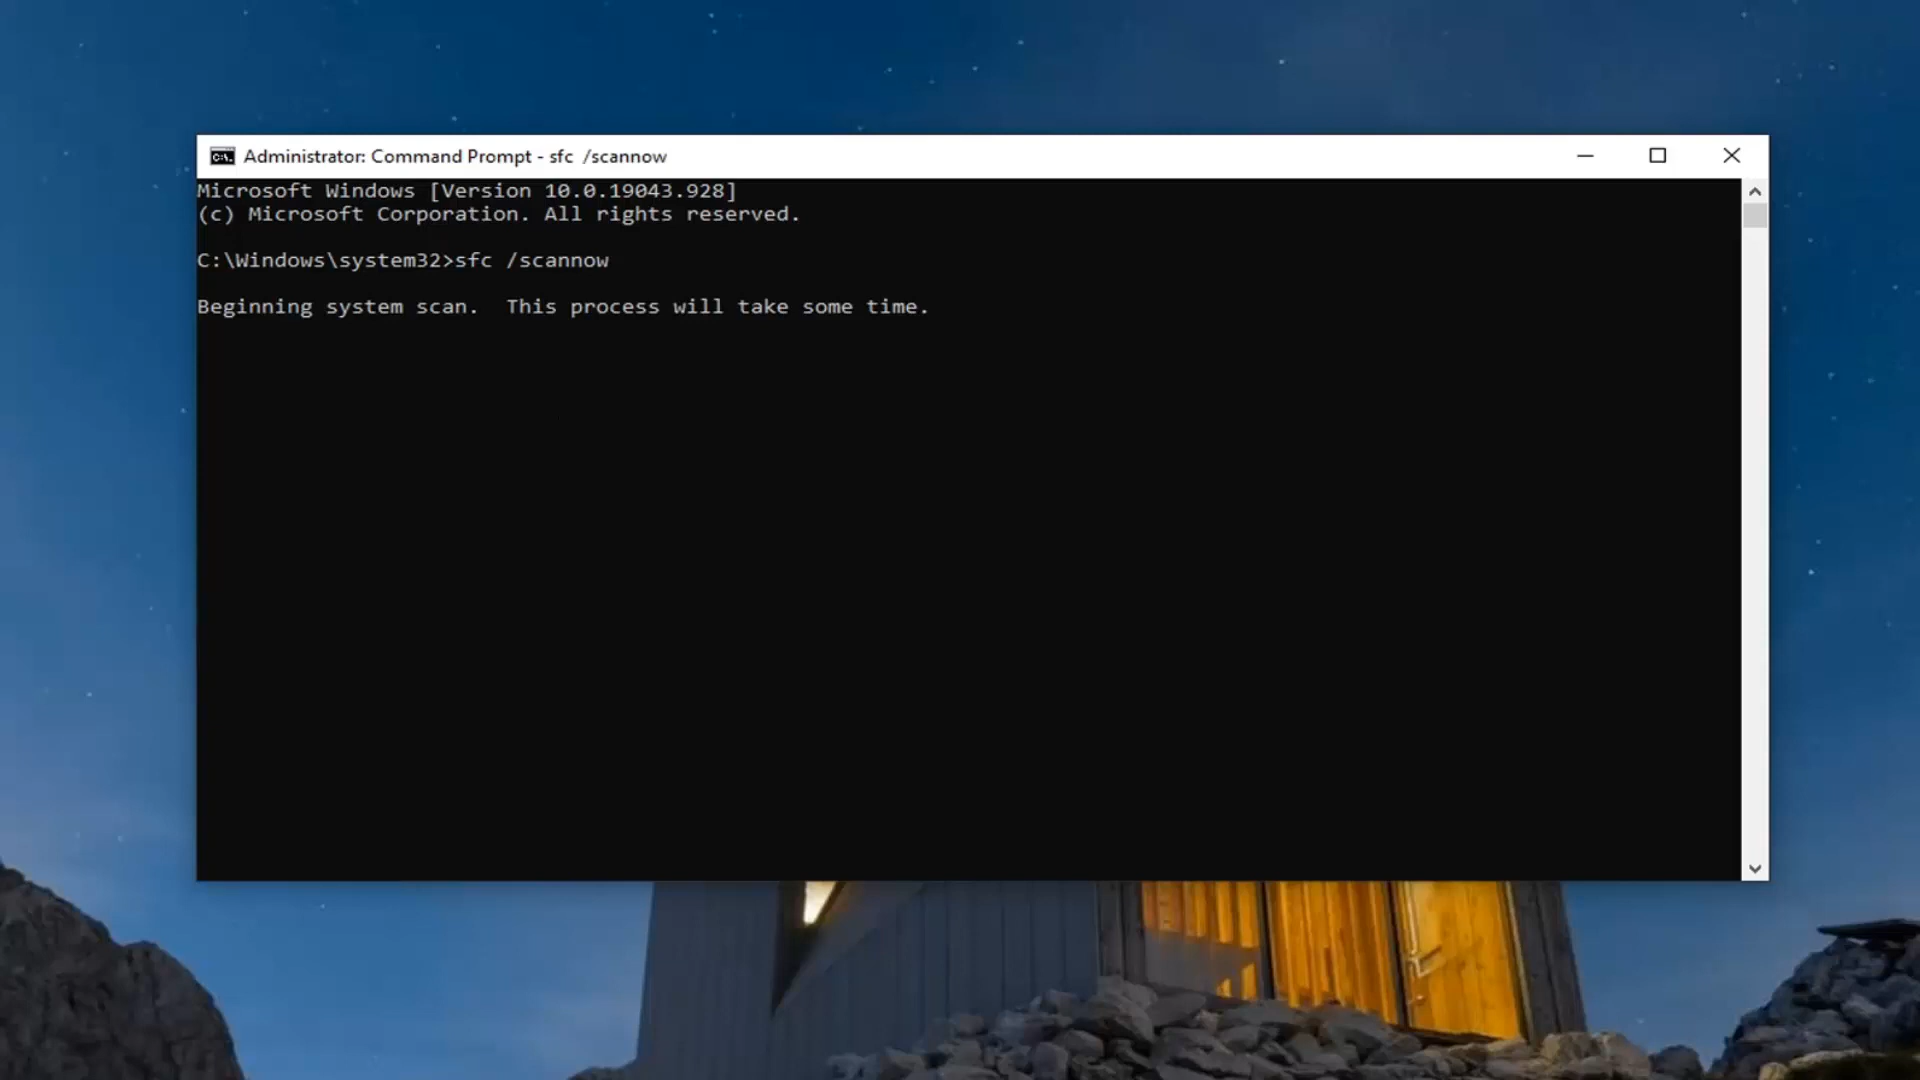 Administrator: Command Prompt - sfc  /scannow
Microsoft Windows [Version 10.0.19043.928]
(c) Microsoft Corporation. All rights reserved.
C:\Windows\system32>sfc /scannow
Beginning system scan.  This process will take some time.